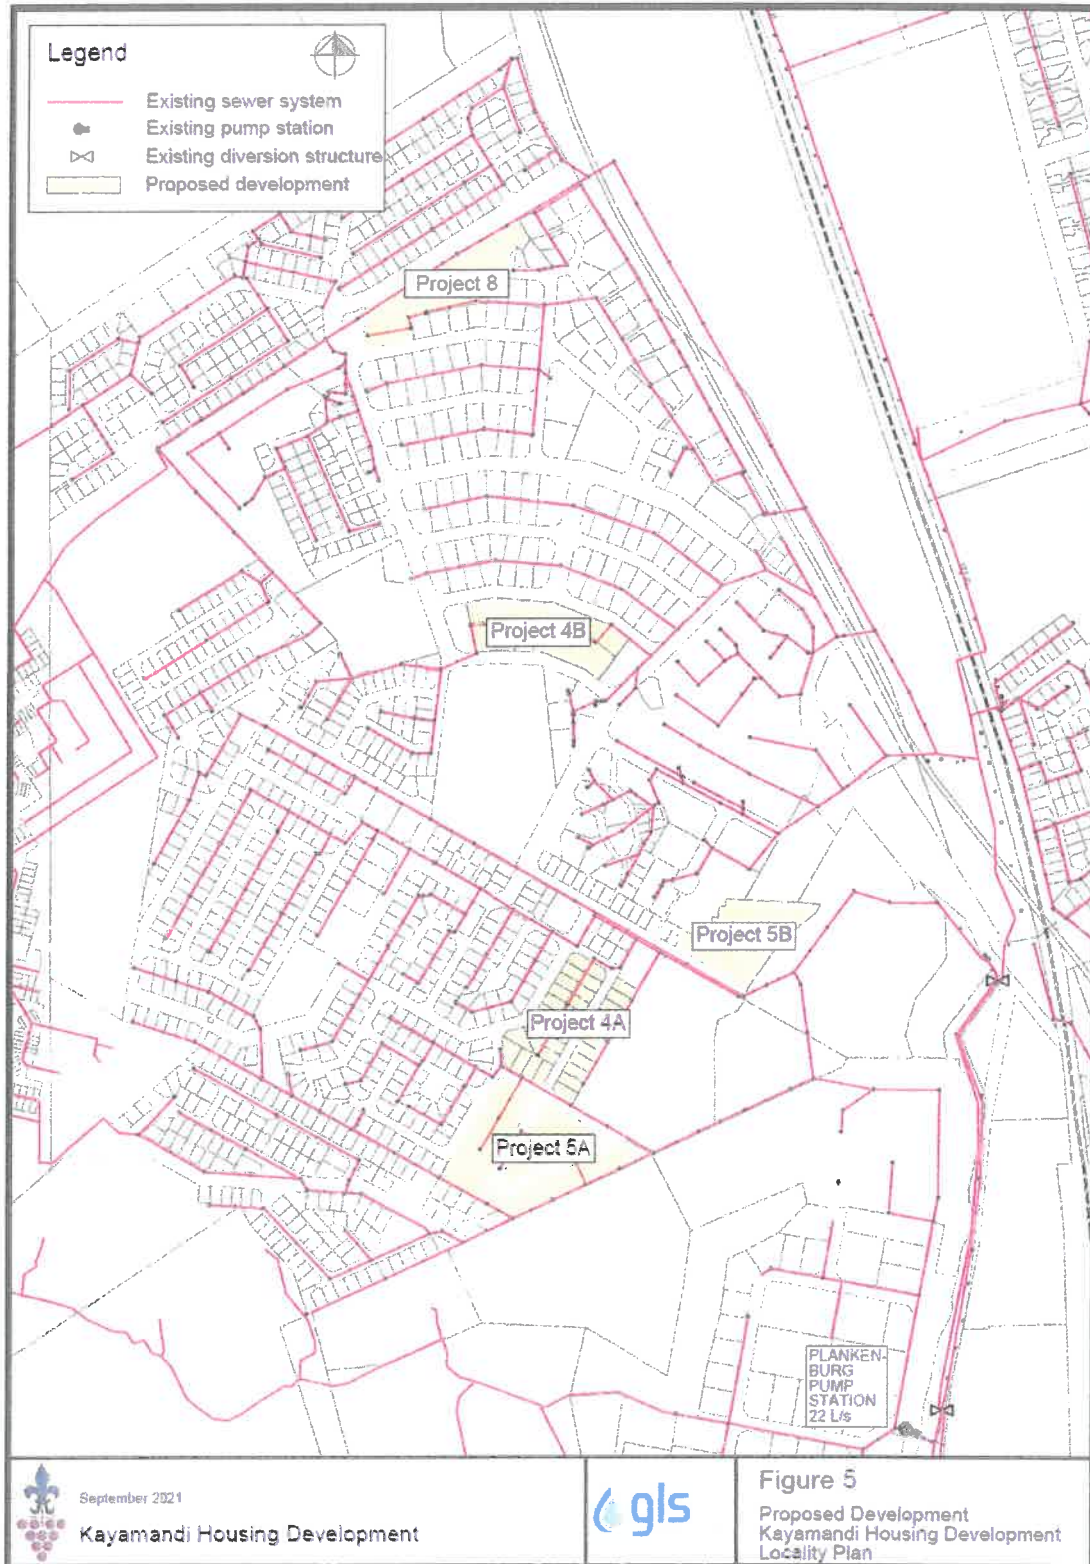 Legend
Existing sewer system
Existing pump station
Existing diversion structure
Proposed development
Project 8
Project 4B
Project 5B
Project 4A
Project 5A
PLANKEN-
BURG
PUMP
STATION
22 L/s
September 2021
Kayamandi Housing Development
gls
Figure 5
Proposed Development
Kayamandi Housing Development
Locality Plan